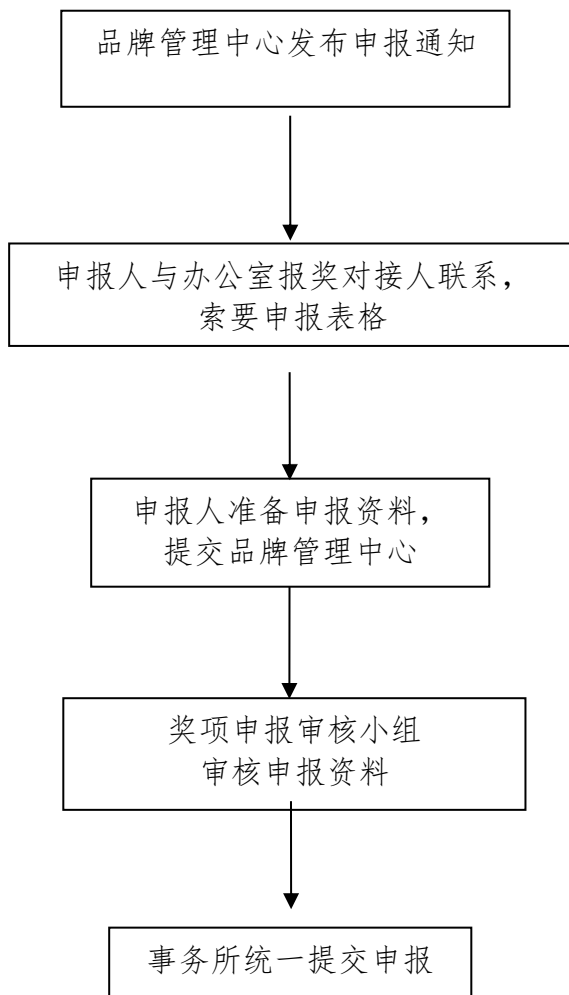 品牌管理中心发布申报通知
申报人与办公室报奖对接人联系，
索要申报表格
申报人准备申报资料，
提交品牌管理中心
奖项申报审核小组
审核申报资料
事务所统一提交申报